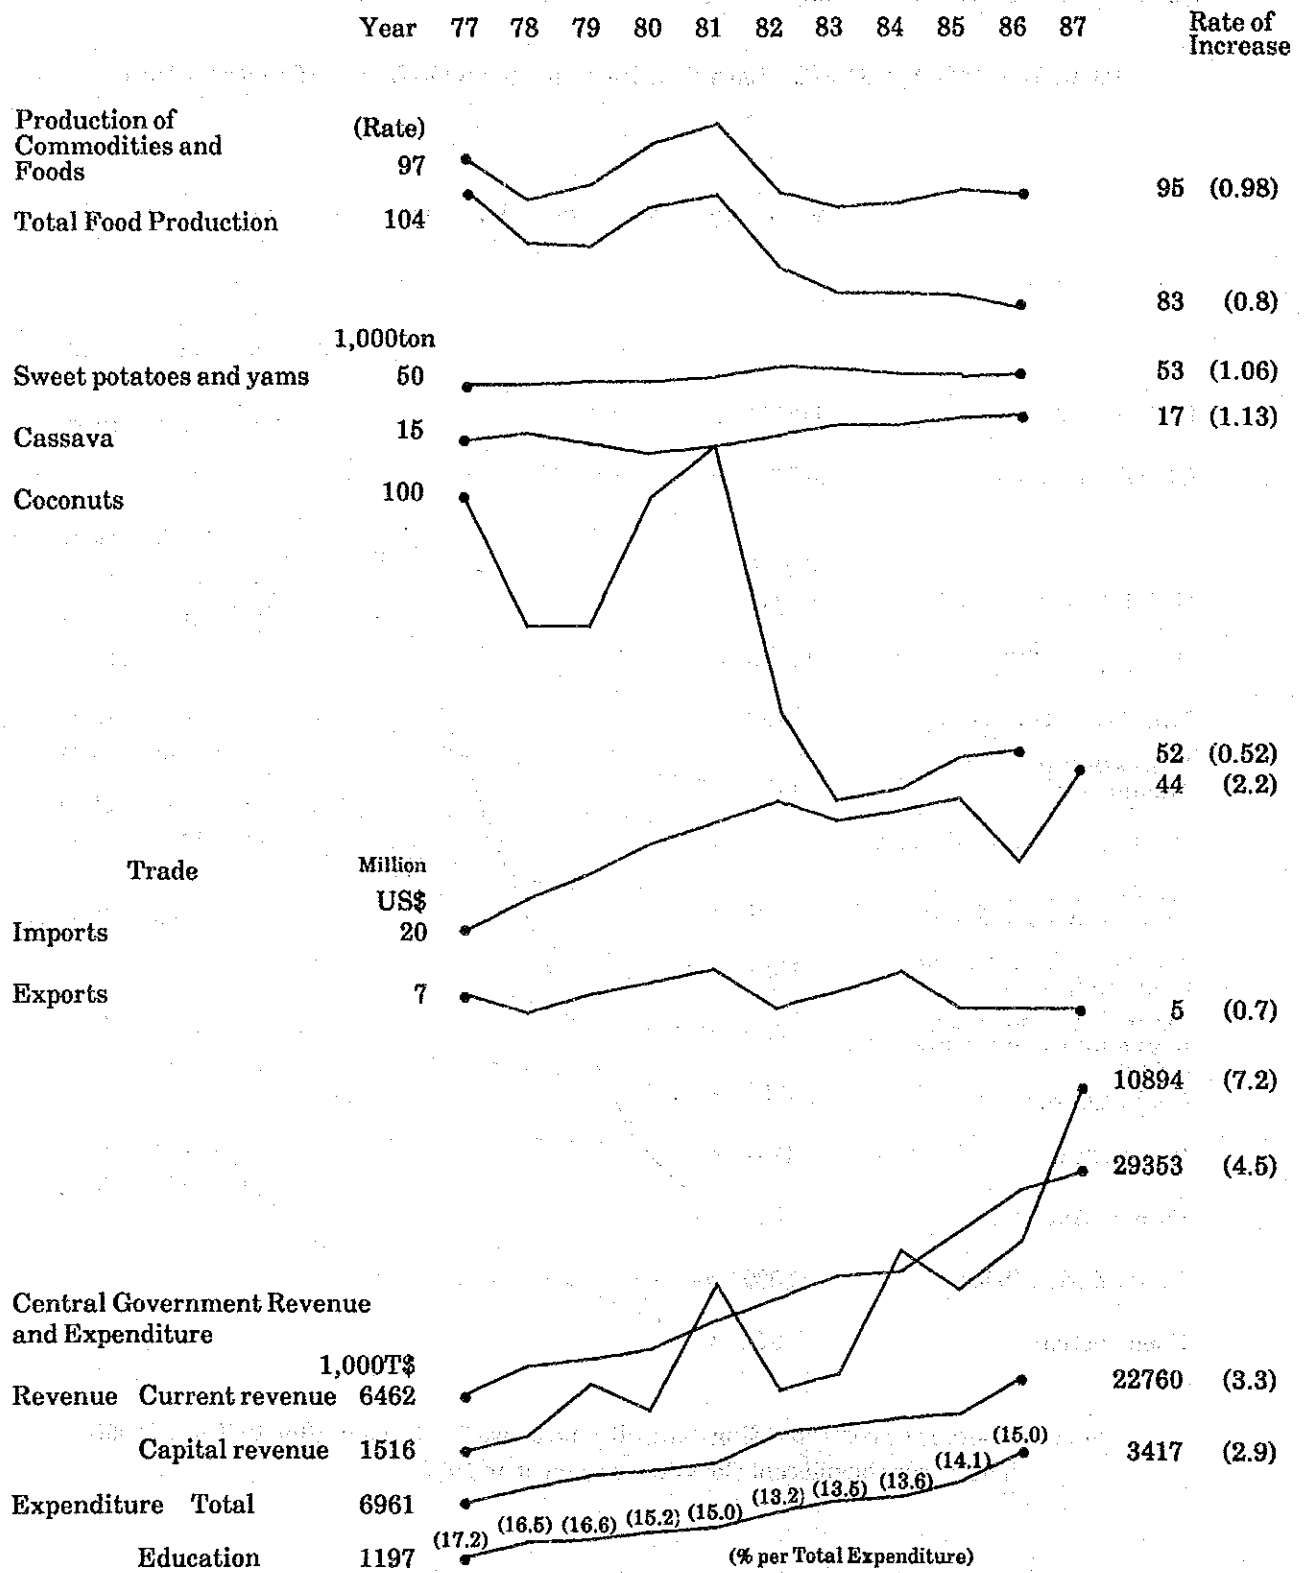 Year 77 78 79 80 81 82 83 84 85 86 87 Rate of
Increase
Production of
Commodities and
Foods
(Rate)
97
95 (0.98)
Total Food Production 104
83 (0.8)
1,000ton
Sweet potatoes and yams 50 53 (1.06)
Cassava 15 17 (1.13)
Coconuts 100
52 (0.52)
44 (2.2)
Trade Million
US$
Imports 20
Exports 7 5 (0.7)
10894 (7.2)
29353 (4.5)
Central Government Revenue
and Expenditure
1,000T$
Revenue Current revenue 6462 22760 (3.3)
Capital revenue 1516 3417 (2.9)
Expenditure Total 6961
(17.2) (16.5) (16.6) (15.2) (15.0) (13.2) (13.5) (13.6) (14.1) (15.0)
Education 1197 (% per Total Expenditure)